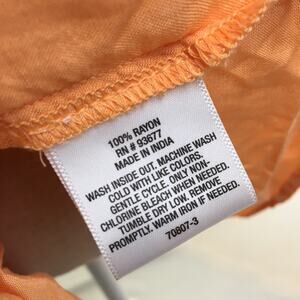 100% RAYON
RN # 93677
MADE IN INDIA
WASH INSIDE OUT. MACHINE WASH
COLD WITH LIKE COLORS.
GENTLE CYCLE. ONLY NON-
CHLORINE BLEACH WHEN NEEDED.
TUMBLE DRY LOW. REMOVE
PROMPTLY. WARM IRON IF NEEDED.
70807-3